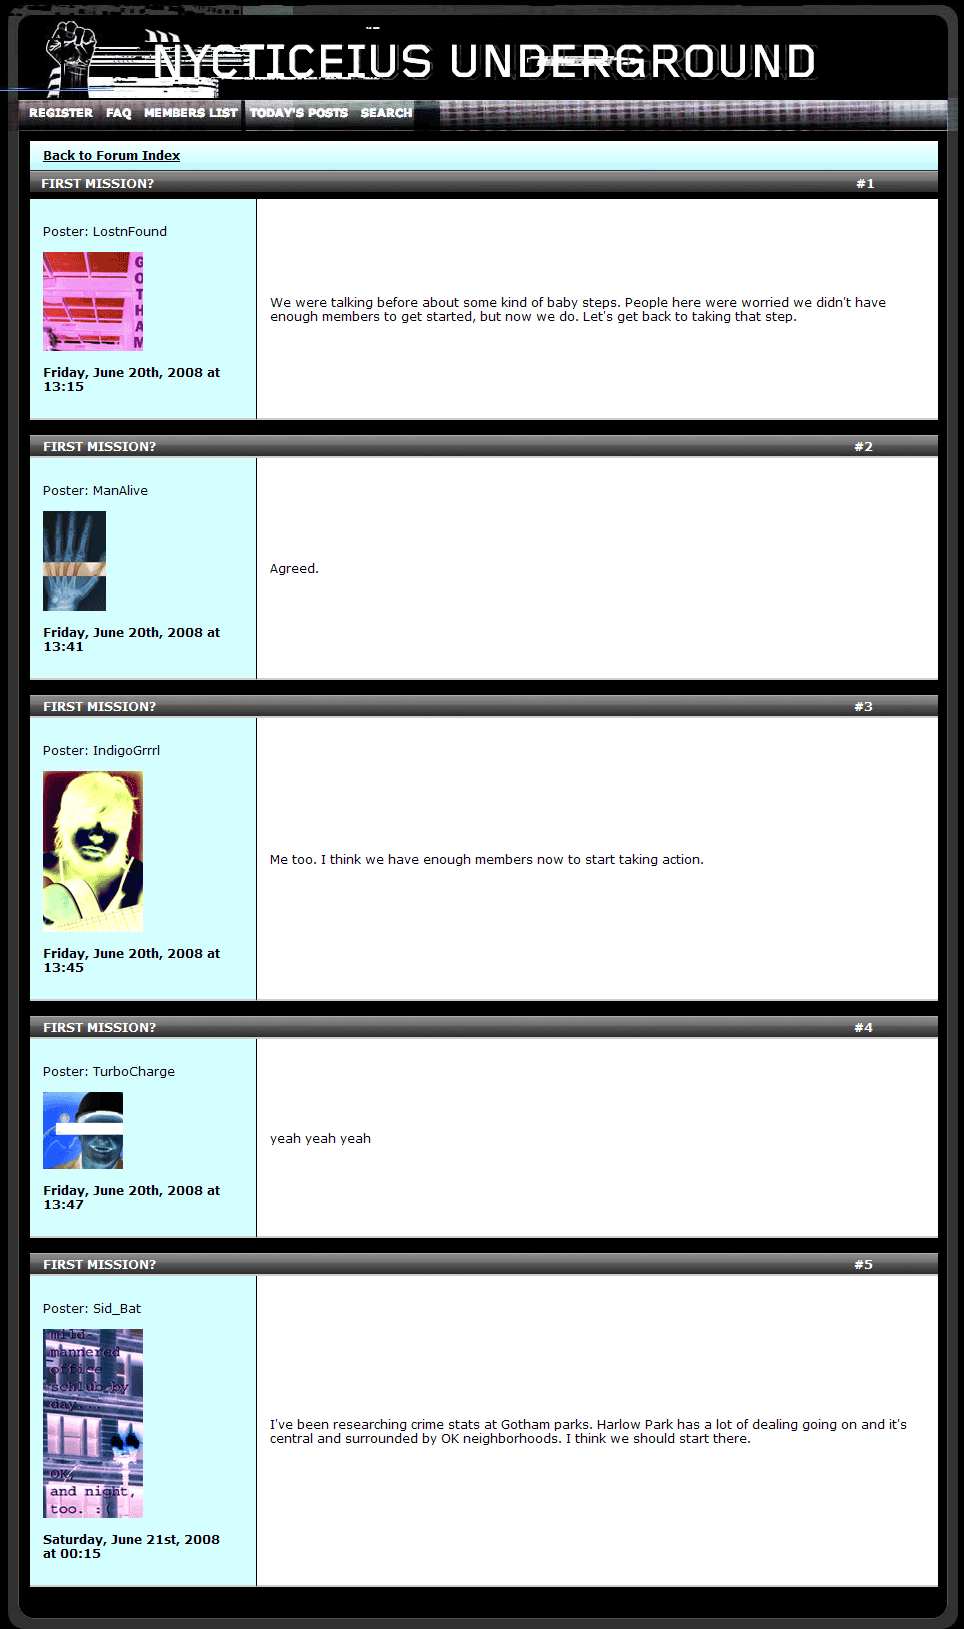 NYCTICEIUS UNDERGROUND
REGISTER FAQ MEMBERS LIST TODAY'S POSTS SEARCH
Back to Forum Index
FIRST MISSION? #1
Poster: LostnFound
GOTHAM
Friday, June 20th, 2008 at
13:15
We were talking before about some kind of baby steps. People here were worried we didn't have
enough members to get started, but now we do. Let's get back to taking that step.
FIRST MISSION? #2
Poster: ManAlive
Friday, June 20th, 2008 at
13:41
Agreed.
FIRST MISSION? #3
Poster: IndigoGrrrl
Friday, June 20th, 2008 at
13:45
Me too. I think we have enough members now to start taking action.
FIRST MISSION? #4
Poster: TurboCharge
Friday, June 20th, 2008 at
13:47
yeah yeah yeah
FIRST MISSION? #5
Poster: Sid_Bat
mild-
mannered
office
schlub by
day...
OK,
and night,
too. :(
Saturday, June 21st, 2008
at 00:15
I've been researching crime stats at Gotham parks. Harlow Park has a lot of dealing going on and it's
central and surrounded by OK neighborhoods. I think we should start there.